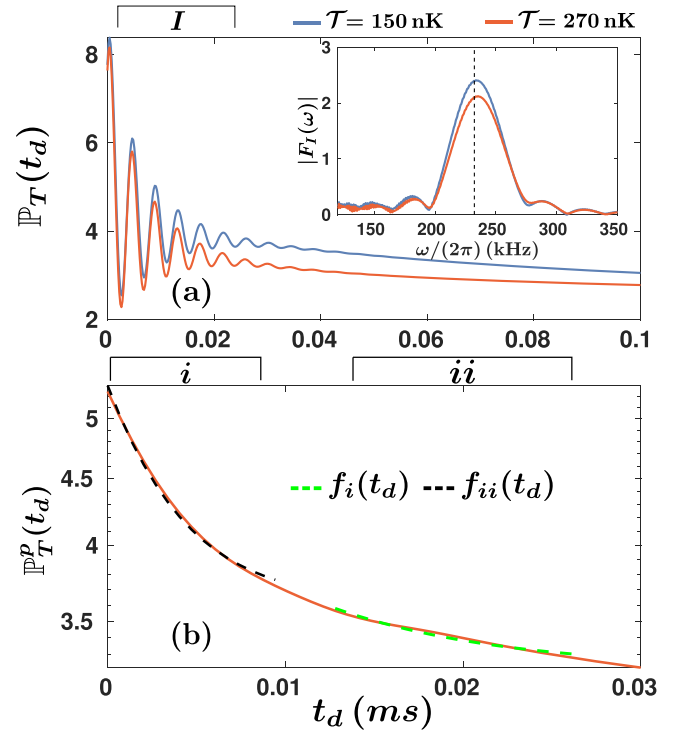 I
𝒯 = 150 nK
𝒯 = 270 nK
ℙ_T(t_d)
8
6
4
2
(a)
|F_I(ω)|
3
2
1
0
150 200 250 300 350
ω/(2π) (kHz)
0 0.02 0.04 0.06 0.08 0.1
i
ii
ℙ^p_T(t_d)
5
4.5
4
3.5
f_i(t_d)
f_ii(t_d)
(b)
0 0.01 0.02 0.03
t_d (ms)